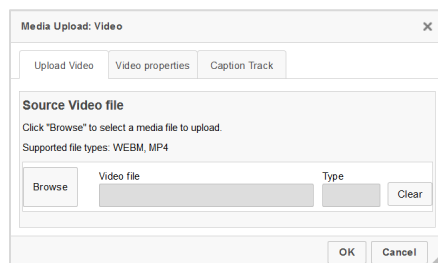 Media Upload: Video
Upload Video Video properties Caption Track
Source Video file
Click "Browse" to select a media file to upload.
Supported file types: WEBM, MP4
Browse Video file Type Clear
OK Cancel